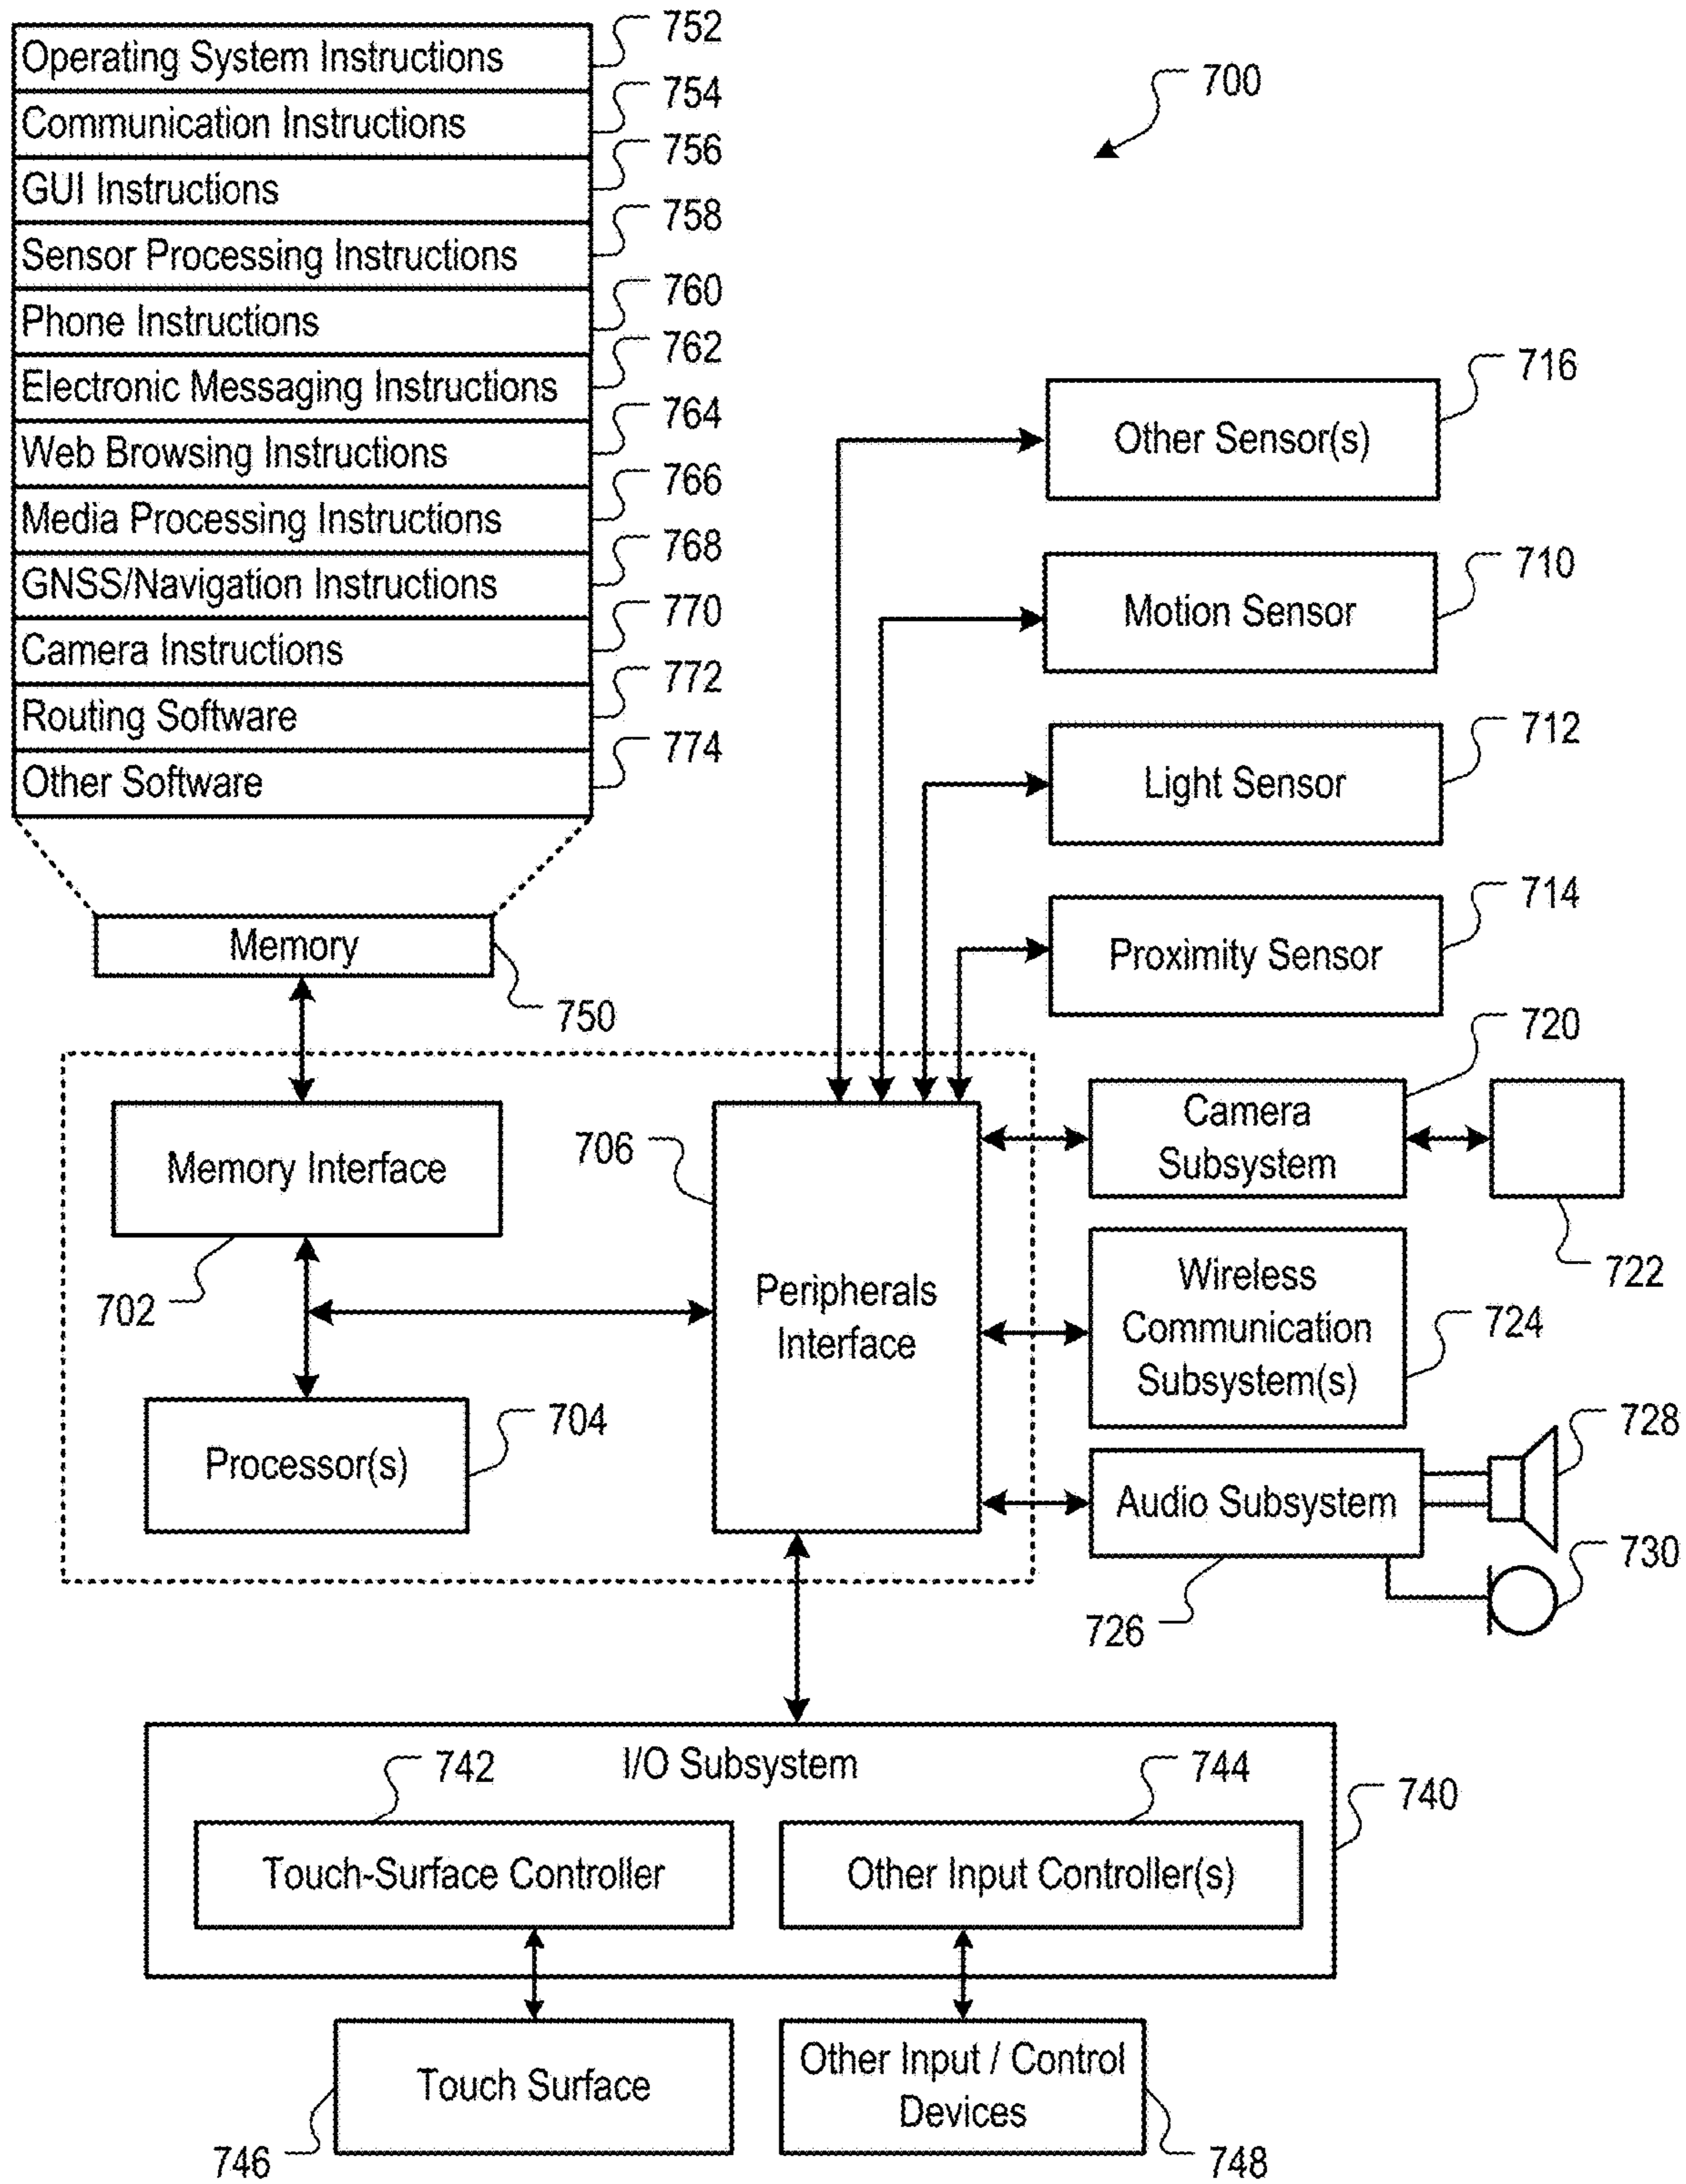 752
Operating System Instructions
754
Communication Instructions
756
GUI Instructions
758
Sensor Processing Instructions
760
Phone Instructions
762
Electronic Messaging Instructions
764
Web Browsing Instructions
766
Media Processing Instructions
768
GNSS/Navigation Instructions
770
Camera Instructions
772
Routing Software
774
Other Software
700
716
Other Sensor(s)
710
Motion Sensor
712
Light Sensor
714
Proximity Sensor
Memory
750
720
Camera
Subsystem
722
Memory Interface
702
706
Peripherals
Interface
Wireless
Communication
Subsystem(s)
724
Processor(s)
704
728
Audio Subsystem
726
730
I/O Subsystem
742
744
740
Touch-Surface Controller
Other Input Controller(s)
Touch Surface
746
Other Input / Control
Devices
748